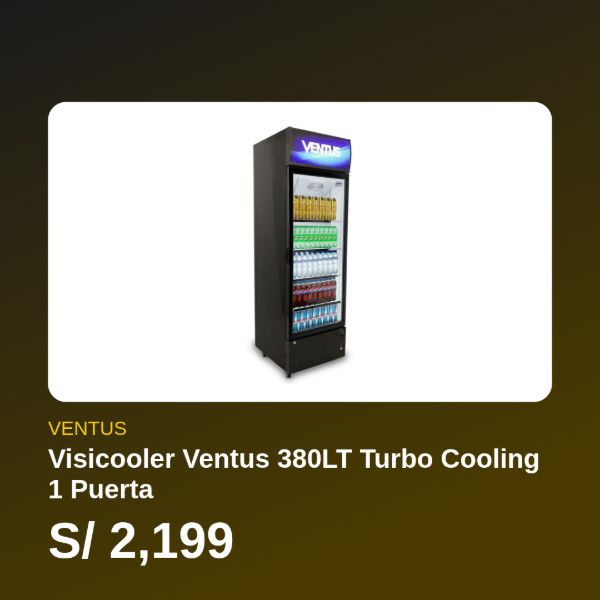 VENTUS
VENTUS
Visicooler Ventus 380LT Turbo Cooling
1 Puerta
S/ 2,199